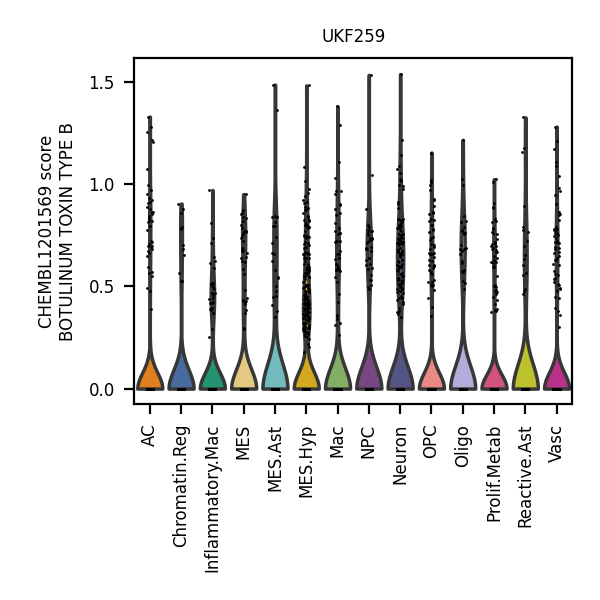 UKF259
CHEMBL1201569 score
BOTULINUM TOXIN TYPE B
1.5
1.0
0.5
0.0
AC
Chromatin.Reg
Inflammatory.Mac
MES
MES.Ast
MES.Hyp
Mac
NPC
Neuron
OPC
Oligo
Prolif.Metab
Reactive.Ast
Vasc